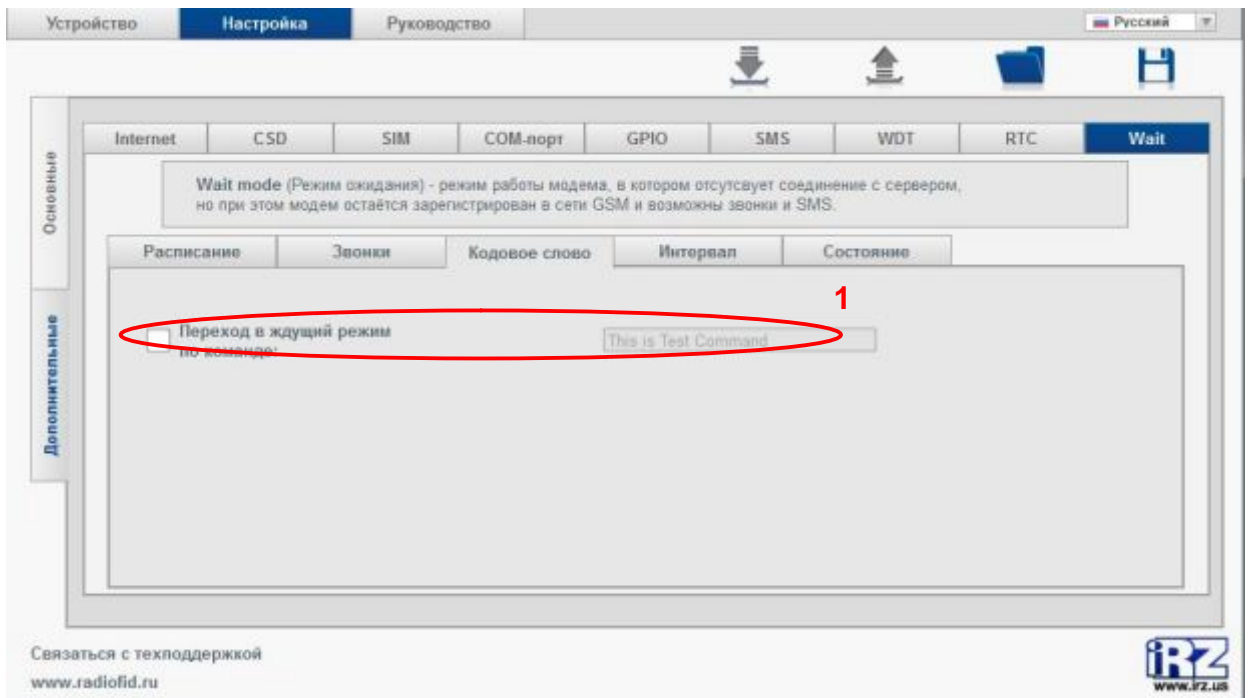 Устройство Настройка Руководство Русский
Internet CSD SIM COM-порт GPIO SMS WDT RTC Wait
Основные
Дополнительные
Wait mode (Режим ожидания) - режим работы модема, в котором отсутсвует соединение с сервером,
но при этом модем остаётся зарегистрирован в сети GSM и возможны звонки и SMS.
Расписание Звонки Кодовое слово Интервал Состояние
1
Переход в ждущий режим
по команде:
This is Test Command
Связаться с техподдержкой
www.radiofid.ru
iRZ
www.irz.us